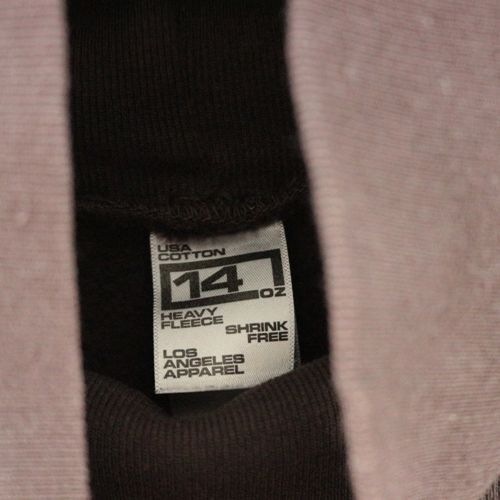 USA
COTTON
14
OZ
HEAVY
FLEECE
SHRINK
FREE
LOS
ANGELES
APPAREL